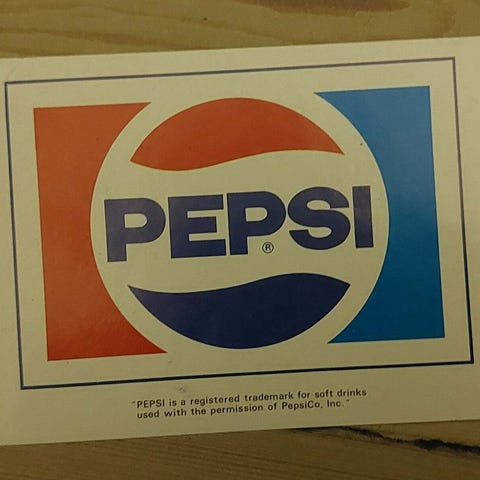 PEPSI
®
"PEPSI is a registered trademark for soft drinks
used with the permission of PepsiCo, Inc."